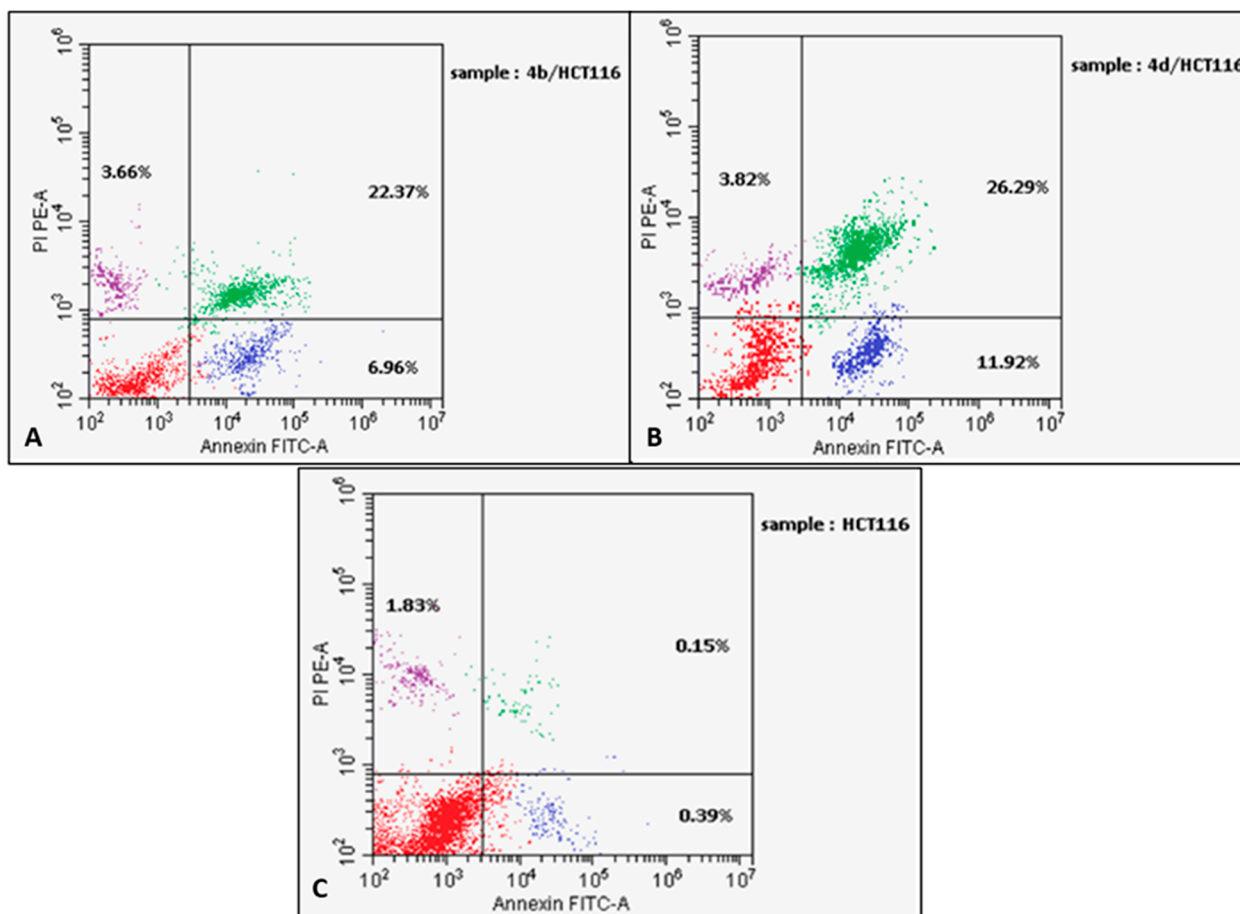 sample : 4b/HCT116
PI PE-A
10^6
10^5
10^4
10^3
10^2
3.66%
22.37%
6.96%
10^2 10^3 10^4 10^5 10^6 10^7
Annexin FITC-A
A
sample : 4d/HCT116
PI PE-A
10^6
10^5
10^4
10^3
10^2
3.82%
26.29%
11.92%
10^2 10^3 10^4 10^5 10^6 10^7
Annexin FITC-A
B
sample : HCT116
PI PE-A
10^6
10^5
10^4
10^3
10^2
1.83%
0.15%
0.39%
10^2 10^3 10^4 10^5 10^6 10^7
Annexin FITC-A
C